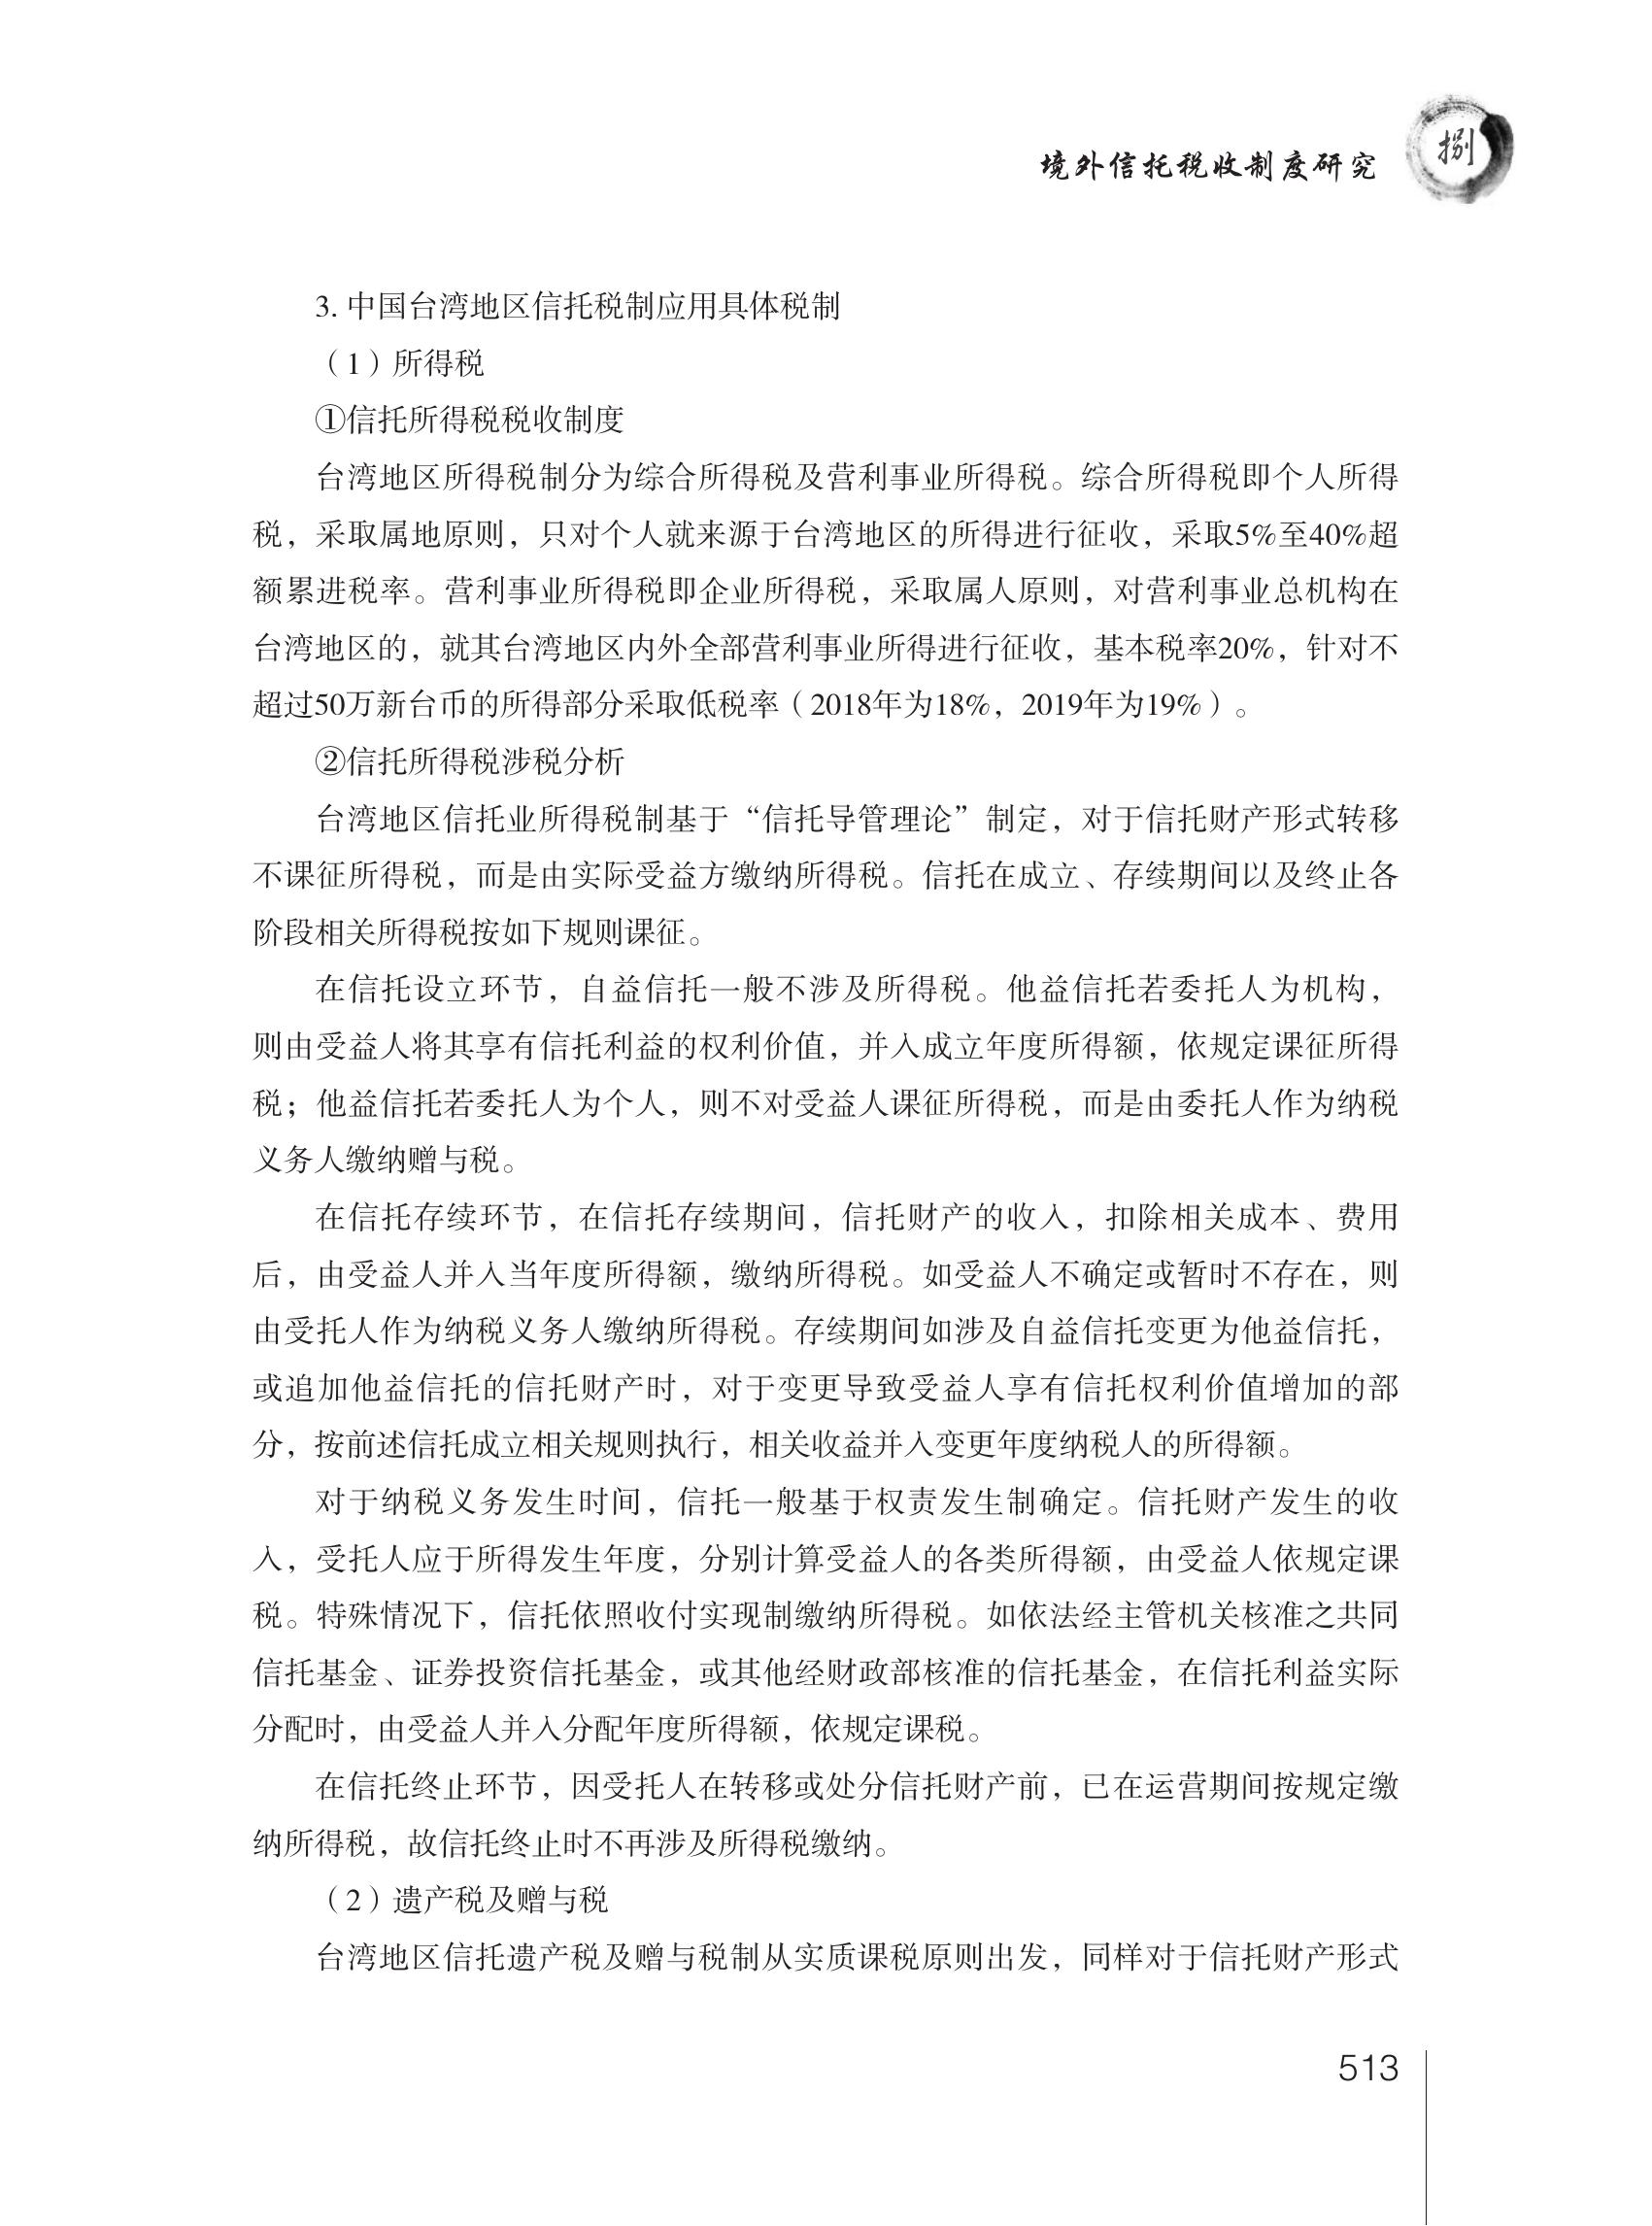 境外信托税收制度研究
捌
3. 中国台湾地区信托税制应用具体税制
（1）所得税
①信托所得税税收制度
台湾地区所得税制分为综合所得税及营利事业所得税。综合所得税即个人所得
税，采取属地原则，只对个人就来源于台湾地区的所得进行征收，采取5%至40%超
额累进税率。营利事业所得税即企业所得税，采取属人原则，对营利事业总机构在
台湾地区的，就其台湾地区内外全部营利事业所得进行征收，基本税率20%，针对不
超过50万新台币的所得部分采取低税率（2018年为18%，2019年为19%）。
②信托所得税涉税分析
台湾地区信托业所得税制基于“信托导管理论”制定，对于信托财产形式转移
不课征所得税，而是由实际受益方缴纳所得税。信托在成立、存续期间以及终止各
阶段相关所得税按如下规则课征。
在信托设立环节，自益信托一般不涉及所得税。他益信托若委托人为机构，
则由受益人将其享有信托利益的权利价值，并入成立年度所得额，依规定课征所得
税；他益信托若委托人为个人，则不对受益人课征所得税，而是由委托人作为纳税
义务人缴纳赠与税。
在信托存续环节，在信托存续期间，信托财产的收入，扣除相关成本、费用
后，由受益人并入当年度所得额，缴纳所得税。如受益人不确定或暂时不存在，则
由受托人作为纳税义务人缴纳所得税。存续期间如涉及自益信托变更为他益信托，
或追加他益信托的信托财产时，对于变更导致受益人享有信托权利价值增加的部
分，按前述信托成立相关规则执行，相关收益并入变更年度纳税人的所得额。
对于纳税义务发生时间，信托一般基于权责发生制确定。信托财产发生的收
入，受托人应于所得发生年度，分别计算受益人的各类所得额，由受益人依规定课
税。特殊情况下，信托依照收付实现制缴纳所得税。如依法经主管机关核准之共同
信托基金、证券投资信托基金，或其他经财政部核准的信托基金，在信托利益实际
分配时，由受益人并入分配年度所得额，依规定课税。
在信托终止环节，因受托人在转移或处分信托财产前，已在运营期间按规定缴
纳所得税，故信托终止时不再涉及所得税缴纳。
（2）遗产税及赠与税
台湾地区信托遗产税及赠与税制从实质课税原则出发，同样对于信托财产形式
513